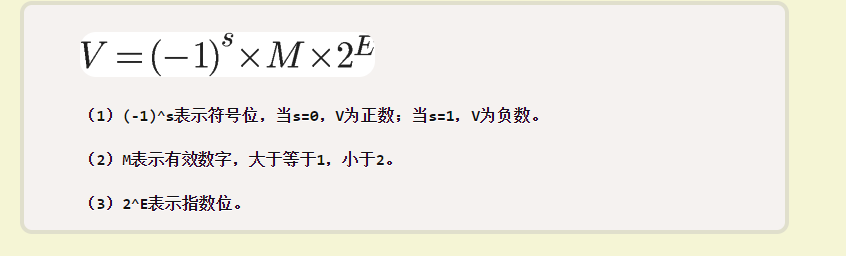 V=(−1)^s×M×2^E
（1）(-1)^s表示符号位，当s=0，V为正数；当s=1，V为负数。
（2）M表示有效数字，大于等于1，小于2。
（3）2^E表示指数位。